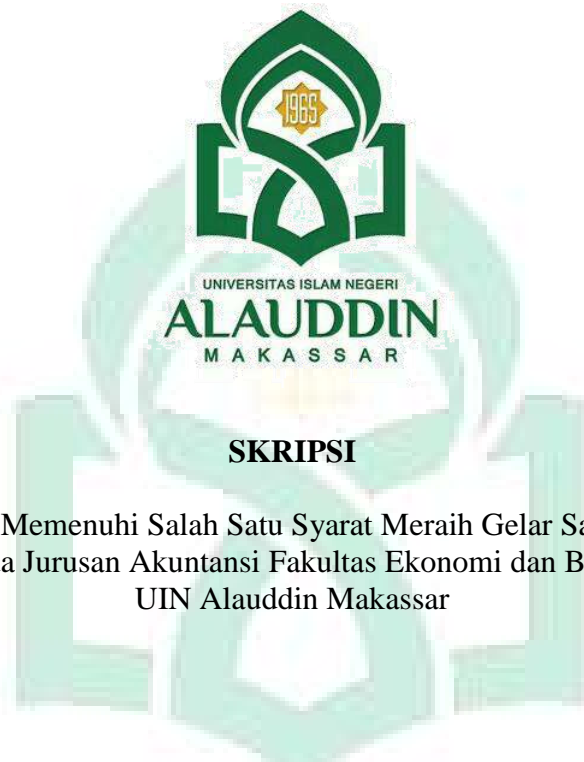 1965
UNIVERSITAS ISLAM NEGERI
ALAUDDIN
MAKASSAR
SKRIPSI
Memenuhi Salah Satu Syarat Meraih Gelar Sa
a Jurusan Akuntansi Fakultas Ekonomi dan B
UIN Alauddin Makassar